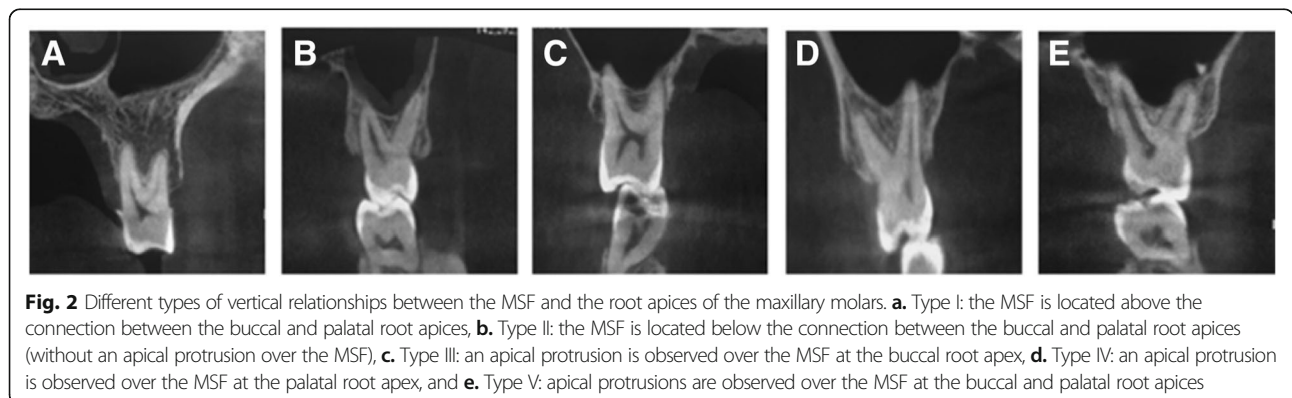 A B C D E
Fig. 2 Different types of vertical relationships between the MSF and the root apices of the maxillary molars. a. Type I: the MSF is located above the
connection between the buccal and palatal root apices, b. Type II: the MSF is located below the connection between the buccal and palatal root apices
(without an apical protrusion over the MSF), c. Type III: an apical protrusion is observed over the MSF at the buccal root apex, d. Type IV: an apical protrusion
is observed over the MSF at the palatal root apex, and e. Type V: apical protrusions are observed over the MSF at the buccal and palatal root apices